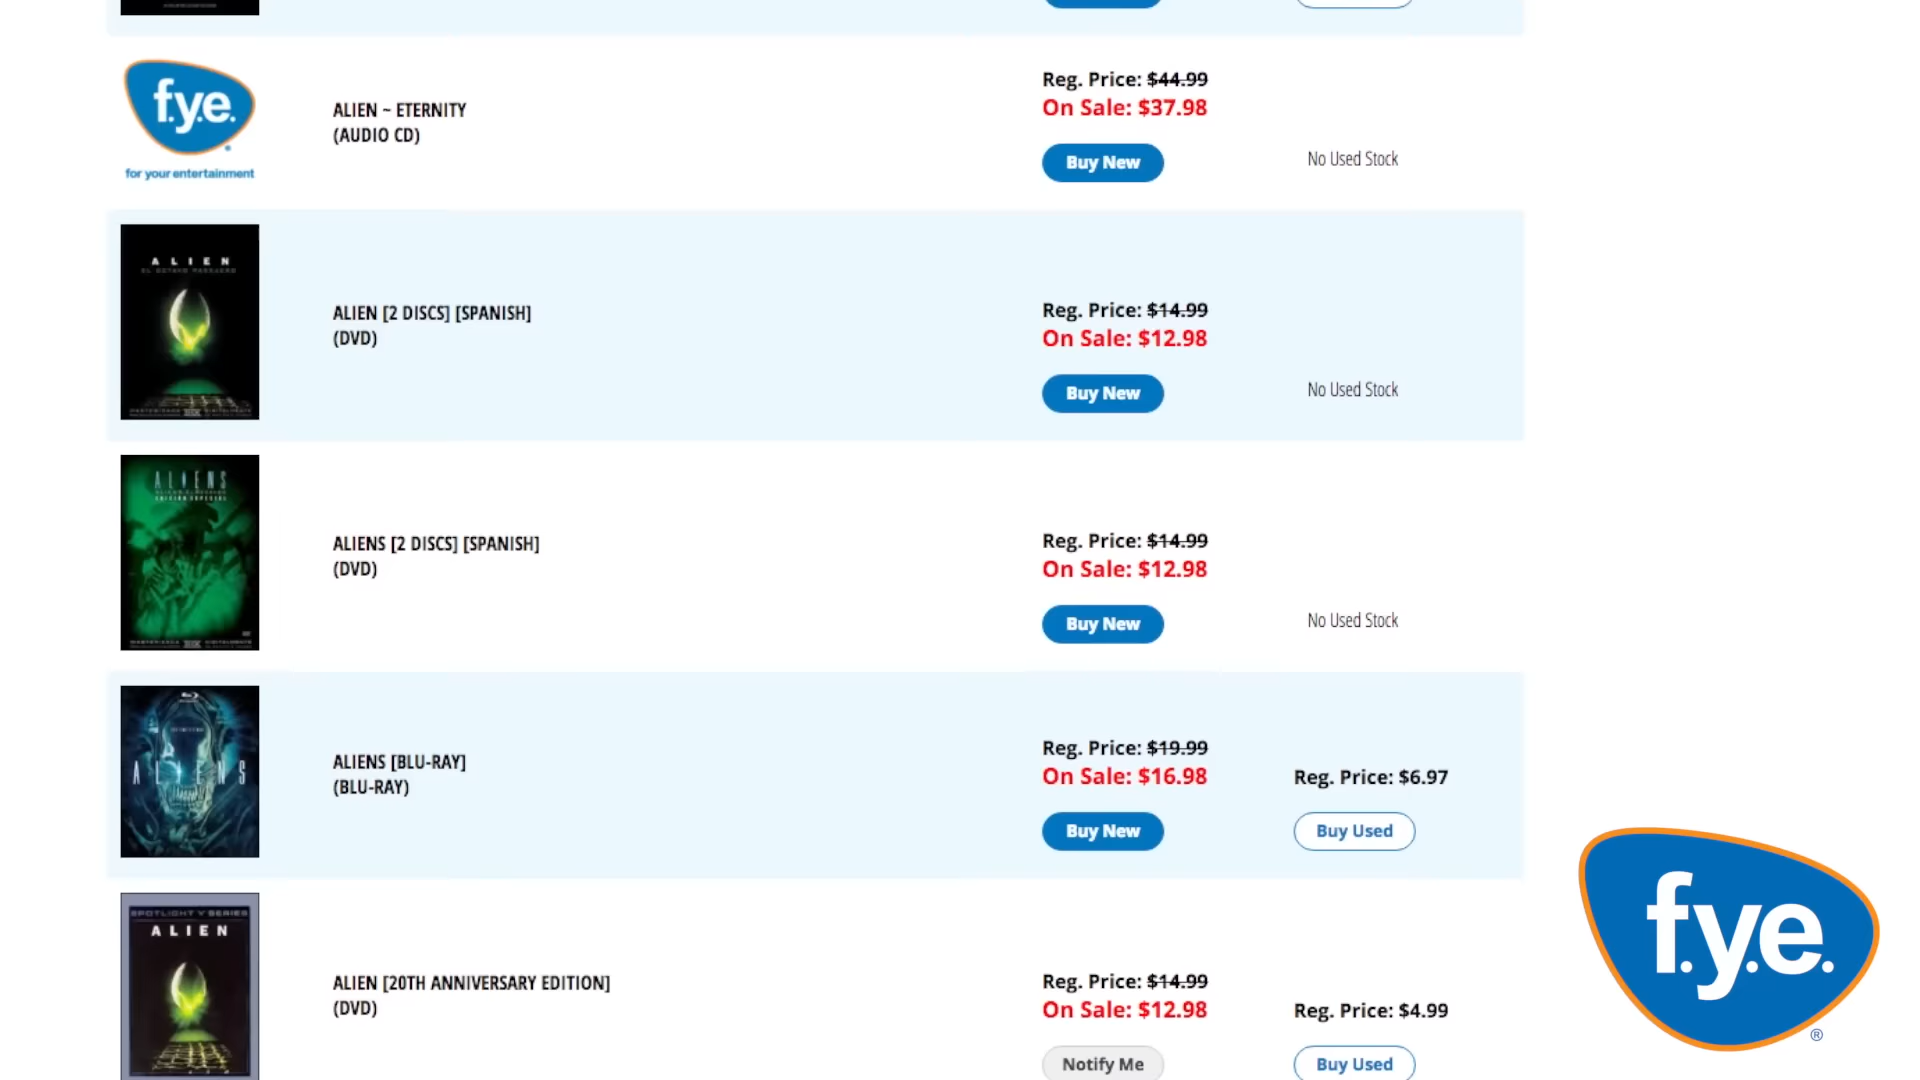 f.y.e.
for your entertainment
ALIEN ~ ETERNITY
(AUDIO CD)
Reg. Price: $44.99
On Sale: $37.98
Buy New
No Used Stock
ALIEN
ALIEN [2 DISCS] [SPANISH]
(DVD)
Reg. Price: $14.99
On Sale: $12.98
Buy New
No Used Stock
ALIENS
ALIENS [2 DISCS] [SPANISH]
(DVD)
Reg. Price: $14.99
On Sale: $12.98
Buy New
No Used Stock
ALIENS
ALIENS [BLU-RAY]
(BLU-RAY)
Reg. Price: $19.99
On Sale: $16.98
Buy New
Reg. Price: $6.97
Buy Used
SPOTLIGHT SERIES
ALIEN
ALIEN [20TH ANNIVERSARY EDITION]
(DVD)
Reg. Price: $14.99
On Sale: $12.98
Notify Me
Reg. Price: $4.99
Buy Used
f.y.e.
®